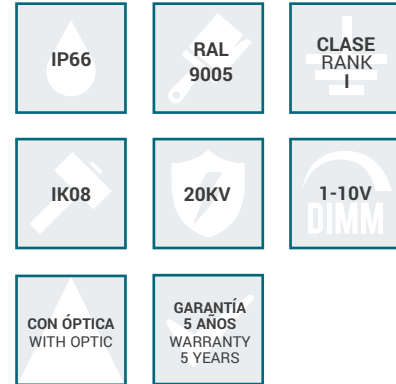 IP66
RAL
9005
CLASE
RANK
I
IK08
20KV
1-10V
DIMM
CON ÓPTICA
WITH OPTIC
GARANTÍA
5 AÑOS
WARRANTY
5 YEARS